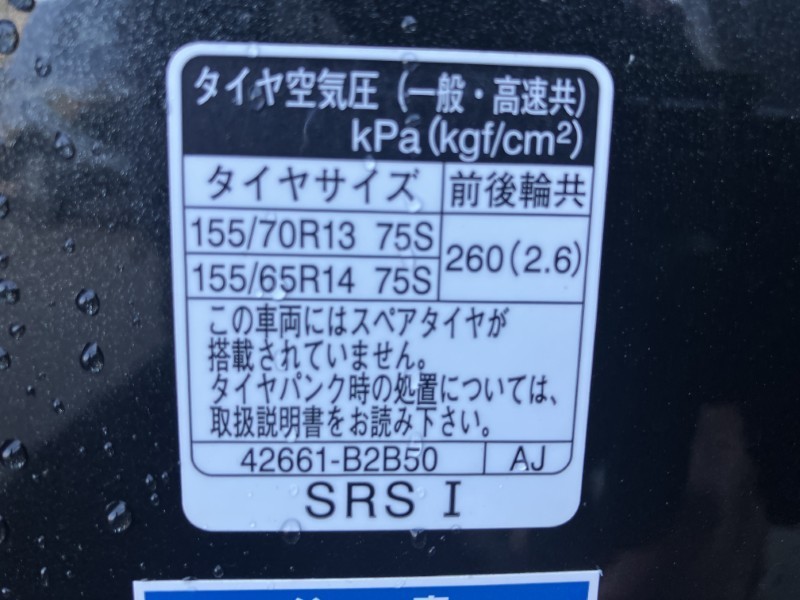 タイヤ空気圧（一般・高速共）
kPa(kgf/cm²)
タイヤサイズ 前後輪共
155/70R13 75S
260(2.6)
155/65R14 75S
この車両にはスペアタイヤが
搭載されていません。
タイヤパンク時の処置については、
取扱説明書をお読み下さい。
42661-B2B50 AJ
SRS I